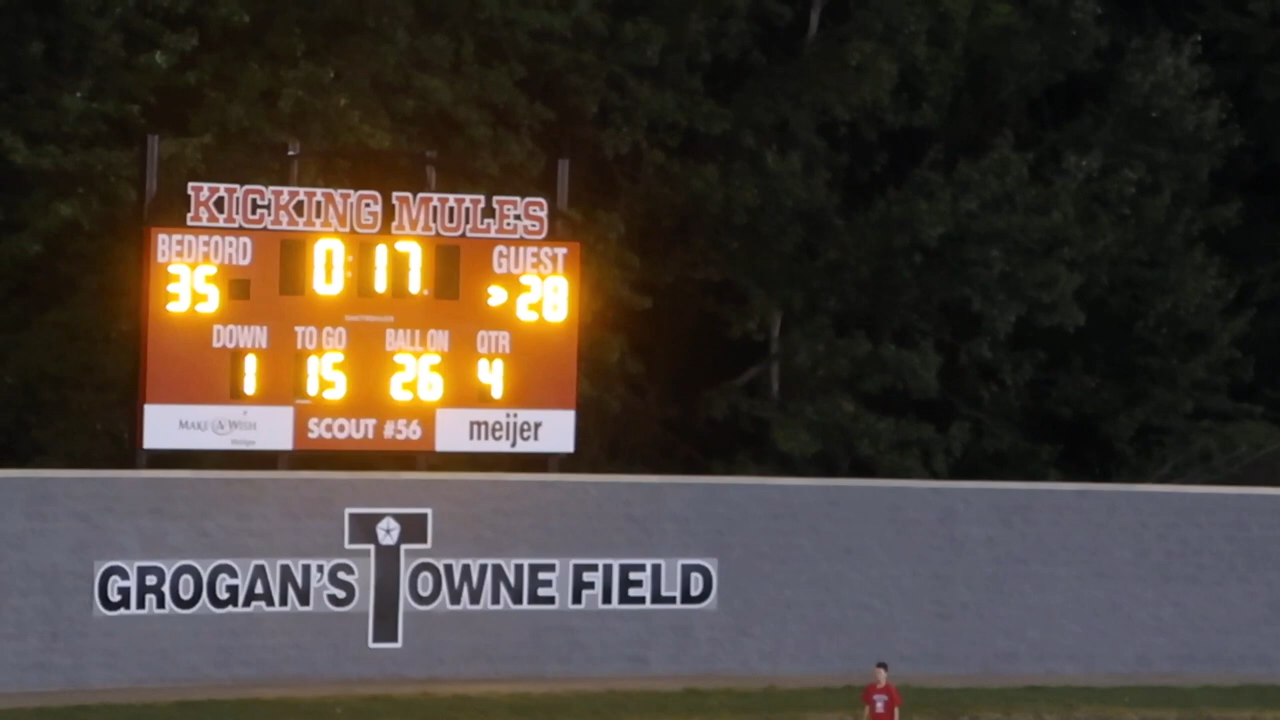 KICKING MULES
BEDFORD 0:17 GUEST
35 >28
DOWN TO GO BALL ON QTR
1 15 26 4
MAKE A WISH SCOUT #56 meijer
GROGAN'S TOWNE FIELD